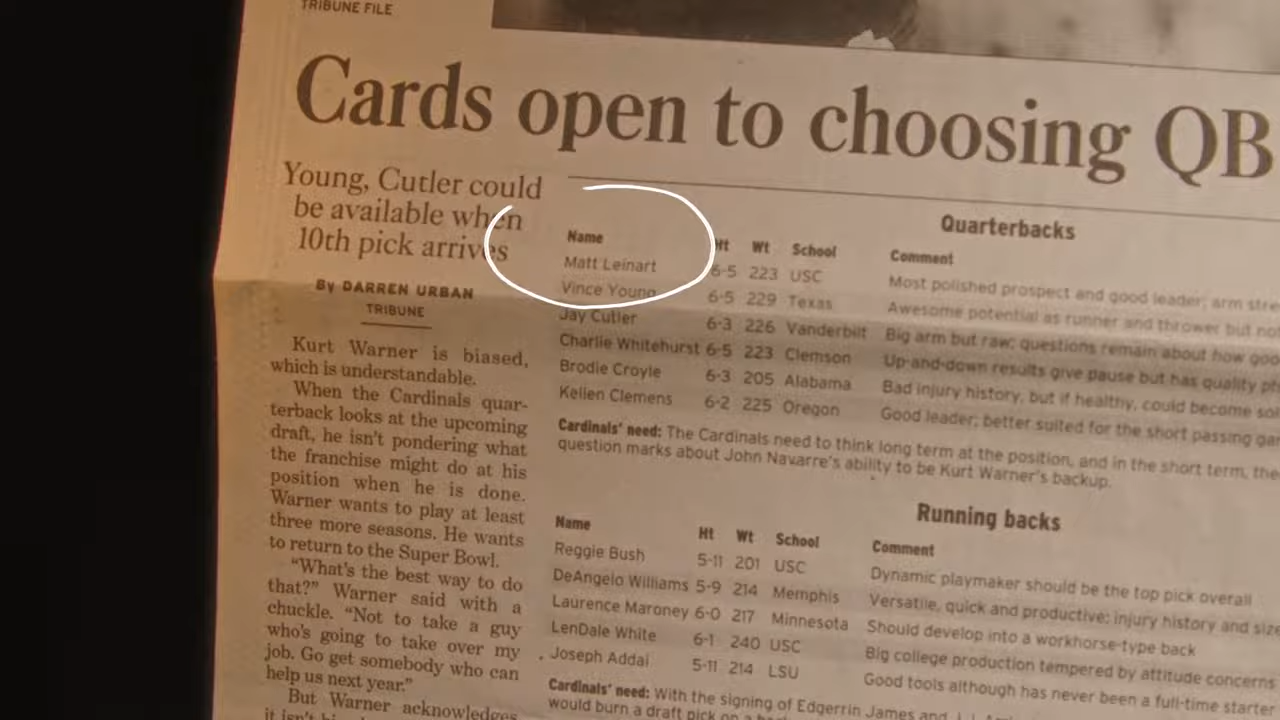 TRIBUNE FILE
Cards open to choosing QB
Young, Cutler could
be available when
10th pick arrives
By DARREN URBAN
TRIBUNE
Kurt Warner is biased,
which is understandable.
When the Cardinals quar-
terback looks at the upcoming
draft, he isn't pondering what
the franchise might do at his
position when he is done.
Warner wants to play at least
three more seasons. He wants
to return to the Super Bowl.
"What's the best way to do
that?" Warner said with a
chuckle. "Not to take a guy
who's going to take over my
job. Go get somebody who can
help us next year."
But Warner acknowledges
Quarterbacks
Name Ht Wt School Comment
Matt Leinart 6-5 223 USC Most polished prospect and good leader; arm
Vince Young 6-5 229 Texas Awesome potential as runner and thrower but
Jay Cutler 6-3 226 Vanderbilt Big arm but raw; questions remain about how
Charlie Whitehurst 6-5 223 Clemson Up-and-down results give pause but has quality
Brodie Croyle 6-3 205 Alabama Bad injury history, but if healthy, could become
Kellen Clemens 6-2 225 Oregon Good leader; better suited for the short passing
Cardinals' need: The Cardinals need to think long term at the position, and in the short term, the
question marks about John Navarre's ability to be Kurt Warner's backup.
Running backs
Name Ht Wt School Comment
Reggie Bush 5-11 201 USC Dynamic playmaker should be the top pick overall
DeAngelo Williams 5-9 214 Memphis Versatile, quick and productive; injury history and size
Laurence Maroney 6-0 217 Minnesota Should develop into a workhorse-type back
LenDale White 6-1 240 USC Big college production tempered by attitude concerns
Joseph Addai 5-11 214 LSU Good tools although has never been a full-time starter
Cardinals' need: With the signing of Edgerrin James and
would burn a draft pick on a